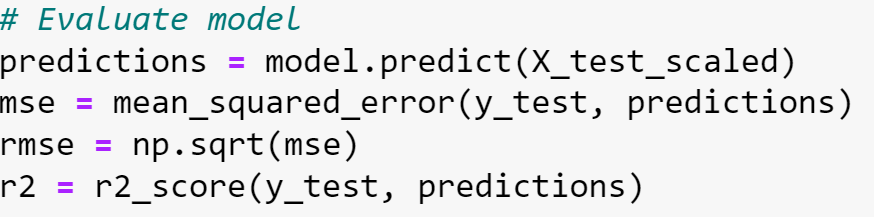 # Evaluate model
predictions = model.predict(X_test_scaled)
mse = mean_squared_error(y_test, predictions)
rmse = np.sqrt(mse)
r2 = r2_score(y_test, predictions)